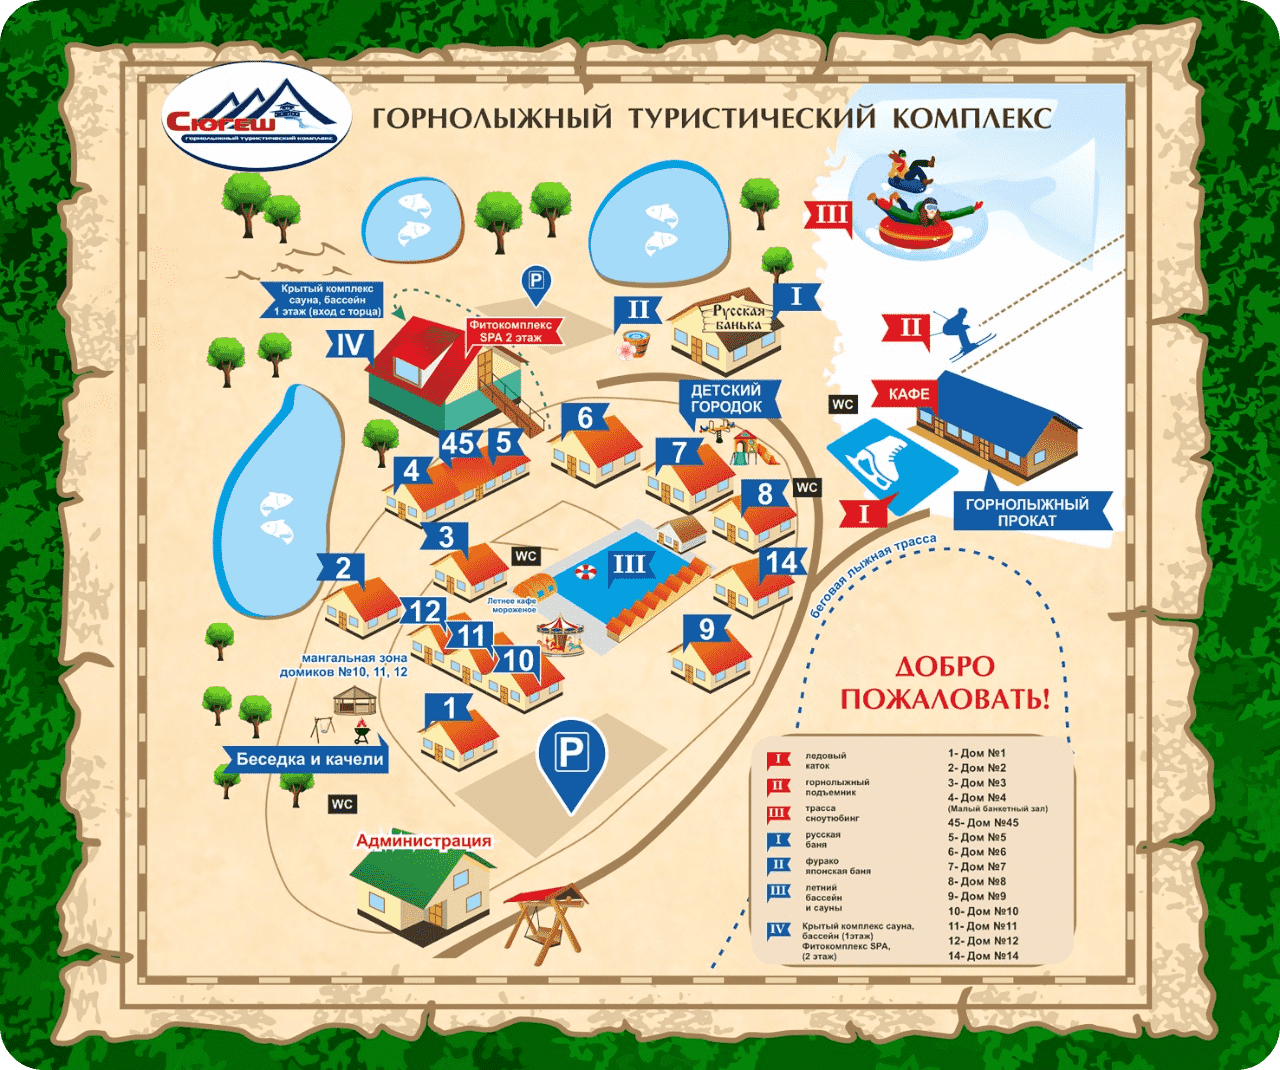 Сюгеш
горнолыжный туристический комплекс
ГОРНОЛЫЖНЫЙ ТУРИСТИЧЕСКИЙ КОМПЛЕКС
III
P
Крытый комплекс
сауна, бассейн
1 этаж (вход с торца)
IV
Фитокомплекс
SPA 2 этаж
II
I
Русская
банька
II
КАФЕ
WC
ДЕТСКИЙ
ГОРОДОК
6
7
45
5
4
8
WC
I
ГОРНОЛЫЖНЫЙ
ПРОКАТ
3
WC
III
14
2
беговая лыжная трасса
Летнее кафе
мороженое
12
11
10
9
мангальная зона
домиков №10, 11, 12
1
P
Беседка и качели
WC
Администрация
ДОБРО
ПОЖАЛОВАТЬ!
I
ледовый
каток
II
горнолыжный
подъемник
III
трасса
сноутюбинг
I
русская
баня
II
фурако
японская баня
III
летний
бассейн
и сауны
IV
Крытый комплекс сауна,
бассейн (1этаж)
Фитокомплекс SPA,
(2 этаж)
1- Дом №1
2- Дом №2
3- Дом №3
4- Дом №4
(Малый банкетный зал)
45- Дом №45
5- Дом №5
6- Дом №6
7- Дом №7
8- Дом №8
9- Дом №9
10- Дом №10
11- Дом №11
12- Дом №12
14- Дом №14